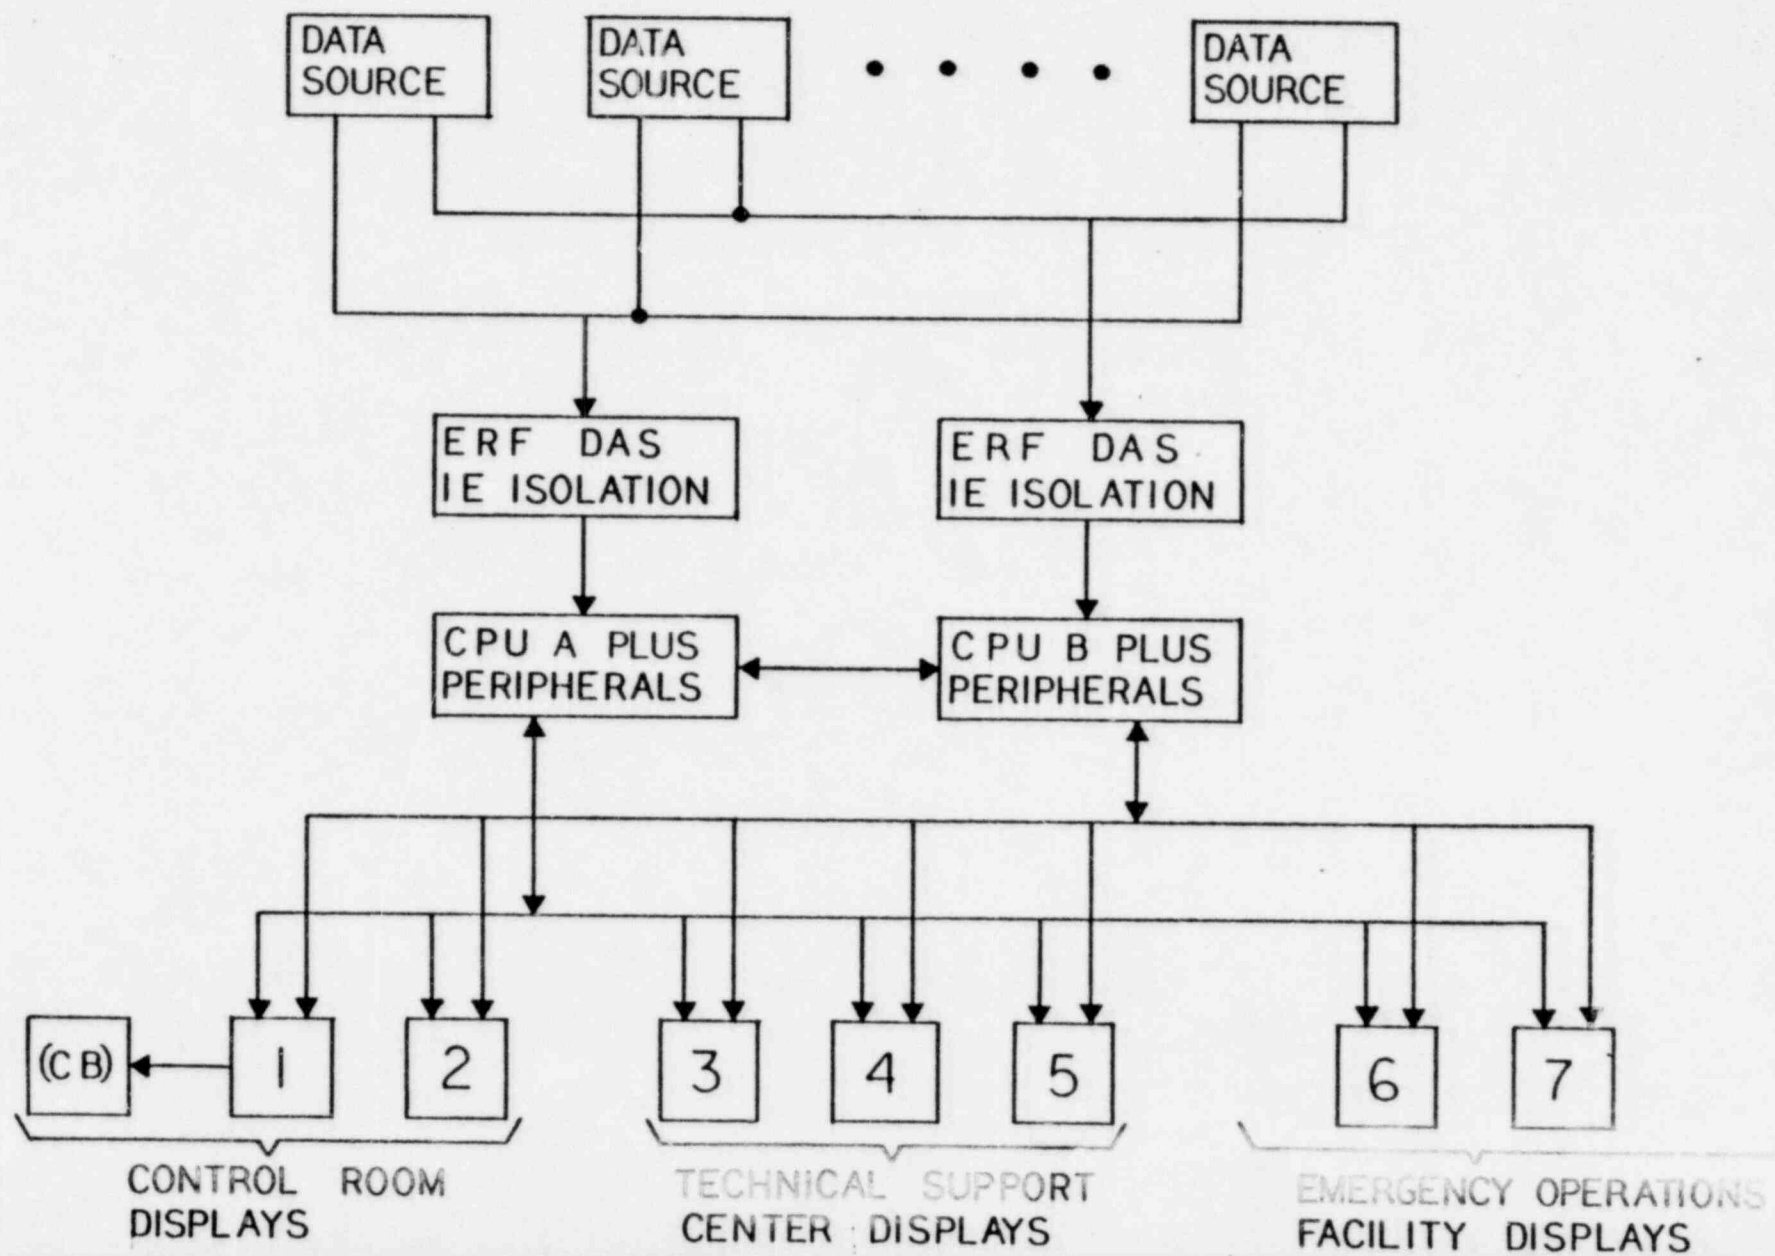 DATA
SOURCE
DATA
SOURCE
DATA
SOURCE
ERF DAS
IE ISOLATION
ERF DAS
IE ISOLATION
CPU A PLUS
PERIPHERALS
CPU B PLUS
PERIPHERALS
(CB)
1
2
3
4
5
6
7
CONTROL ROOM
DISPLAYS
TECHNICAL SUPPORT
CENTER DISPLAYS
EMERGENCY OPERATIONS
FACILITY DISPLAYS